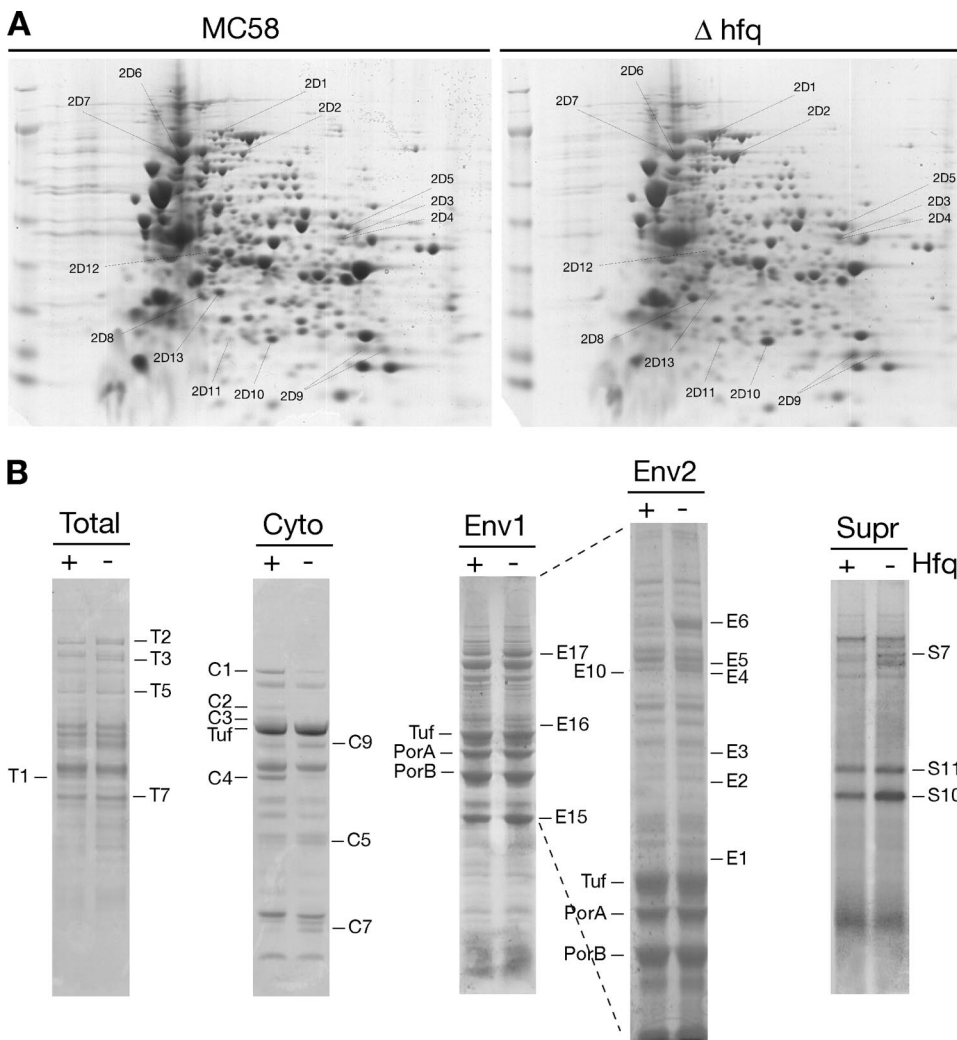 A
MC58
Δ hfq
2D6
2D1
2D7
2D2
2D5
2D3
2D4
2D12
2D8
2D13
2D11
2D10
2D9
2D6
2D1
2D7
2D2
2D5
2D3
2D4
2D12
2D8
2D13
2D11
2D10
2D9
B
Total
+ -
T2
T3
T5
T1
T7
Cyto
+ -
C1
C2
C3
Tuf
C9
C4
C5
C7
Env1
+ -
E17
E16
Tuf
PorA
PorB
E15
Env2
+ -
E6
E5
E10
E4
E3
E2
E1
Tuf
PorA
PorB
Supr
+ - Hfq
S7
S11
S10